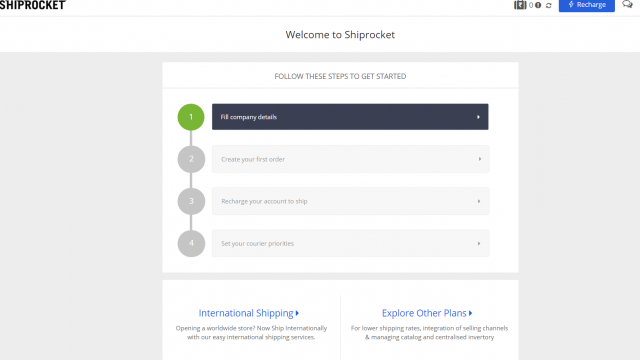 SHIPROCKET
0
Recharge
Welcome to Shiprocket
FOLLOW THESE STEPS TO GET STARTED
1
Fill company details
2
Create your first order
3
Recharge your account to ship
4
Set your courier priorities
International Shipping
Opening a worldwide store? Now Ship Internationally
with our easy international shipping services.
Explore Other Plans
For lower shipping rates, integration of selling channels
& managing catalog and centralised invertory